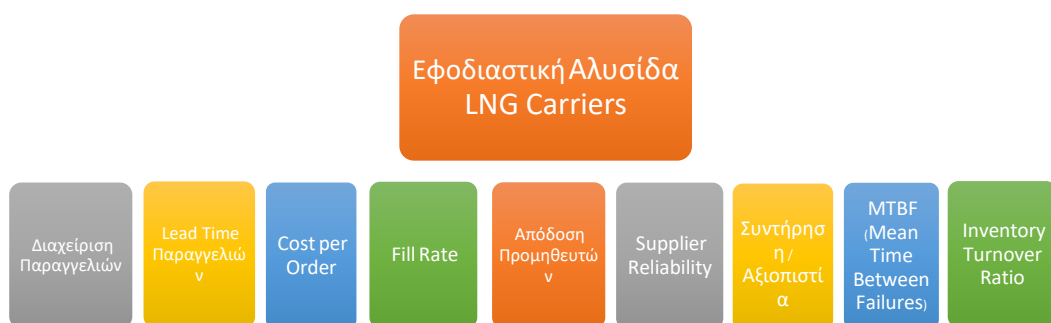 Εφοδιαστική Αλυσίδα
LNG Carriers
Διαχείριση
Παραγγελιών
Lead Time
Παραγγελιώ
ν
Cost per
Order
Fill Rate
Απόδοση
Προμηθευτώ
ν
Supplier
Reliability
Συντήρησ
η /
Αξιοπιστί
α
MTBF
(Mean
Time
Between
Failures)
Inventory
Turnover
Ratio